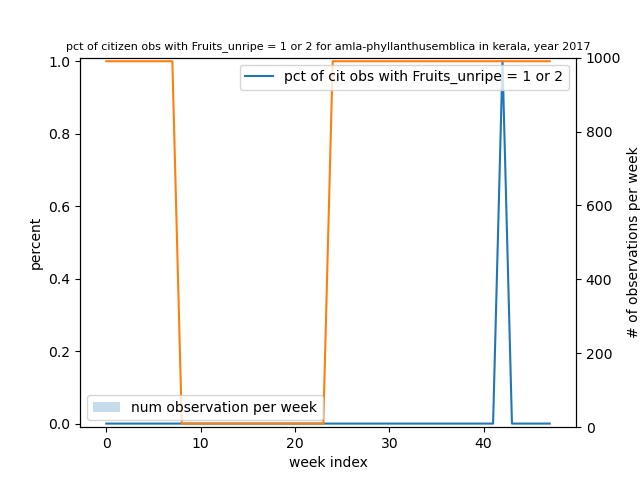 pct of citizen obs with Fruits_unripe = 1 or 2 for amla-phyllanthusemblica in kerala, year 2017
pct of cit obs with Fruits_unripe = 1 or 2
num observation per week
percent
0.0
0.2
0.4
0.6
0.8
1.0
0
10
20
30
40
week index
0
200
400
600
800
1000
# of observations per week